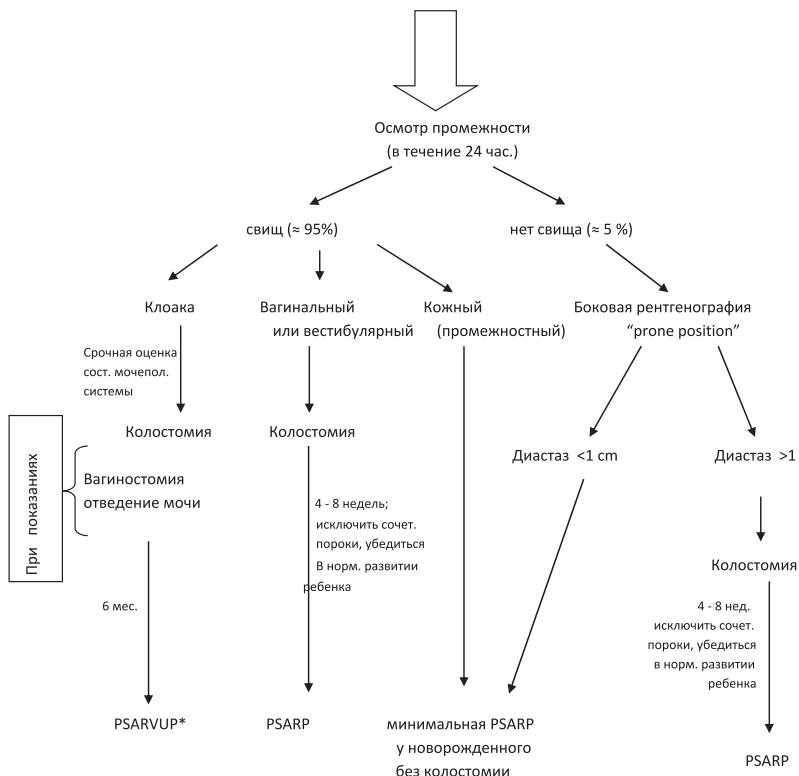 Осмотр промежности
(в течение 24 час.)
свищ (≈ 95%)
нет свища (≈ 5 %)
Клоака
Вагинальный
или вестибулярный
Кожный
(промежностный)
Боковая рентгенография
“prone position”
Срочная оценка
сост. мочепол.
системы
Колостомия
Колостомия
Диастаз <1 cm
Диастаз >1
При показаниях
Вагиностомия
отведение мочи
4 - 8 недель;
исключить сочет.
пороки, убедиться
В норм. развитии
ребенка
Колостомия
6 мес.
4 - 8 нед.
исключить сочет.
пороки, убедиться
в норм. развитии
ребенка
PSARVUP*
PSARP
минимальная PSARP
у новорожденного
без колостомии
PSARP